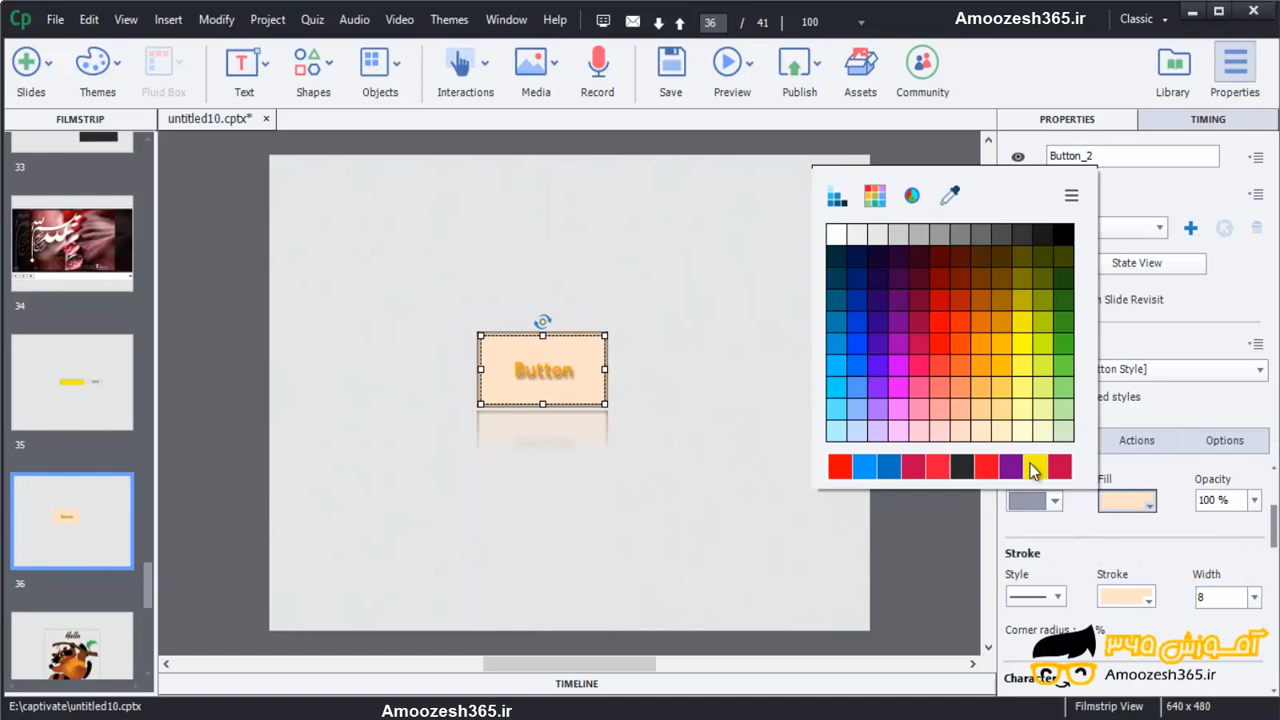 Cp File Edit View Insert Modify Project Quiz Audio Video Themes Window Help 36 / 41 100 Amoozesh365.ir Classic
Slides Themes Fluid Box Text Shapes Objects Interactions Media Record Save Preview Publish Assets Community Library Properties
FILMSTRIP untitled10.cptx* × PROPERTIES TIMING
Button_2
33
State View
n Slide Revisit
34
tton Style]
ed styles
Button
Actions Options
35
Fill Opacity
100 %
Button
Stroke
Style Stroke Width
36
8
Corner radius : %
Hello
آموزش ۳۶۵
Character
Amoozesh365.ir
TIMELINE
E:\captivate\untitled10.cptx Amoozesh365.ir Filmstrip View 640 x 480